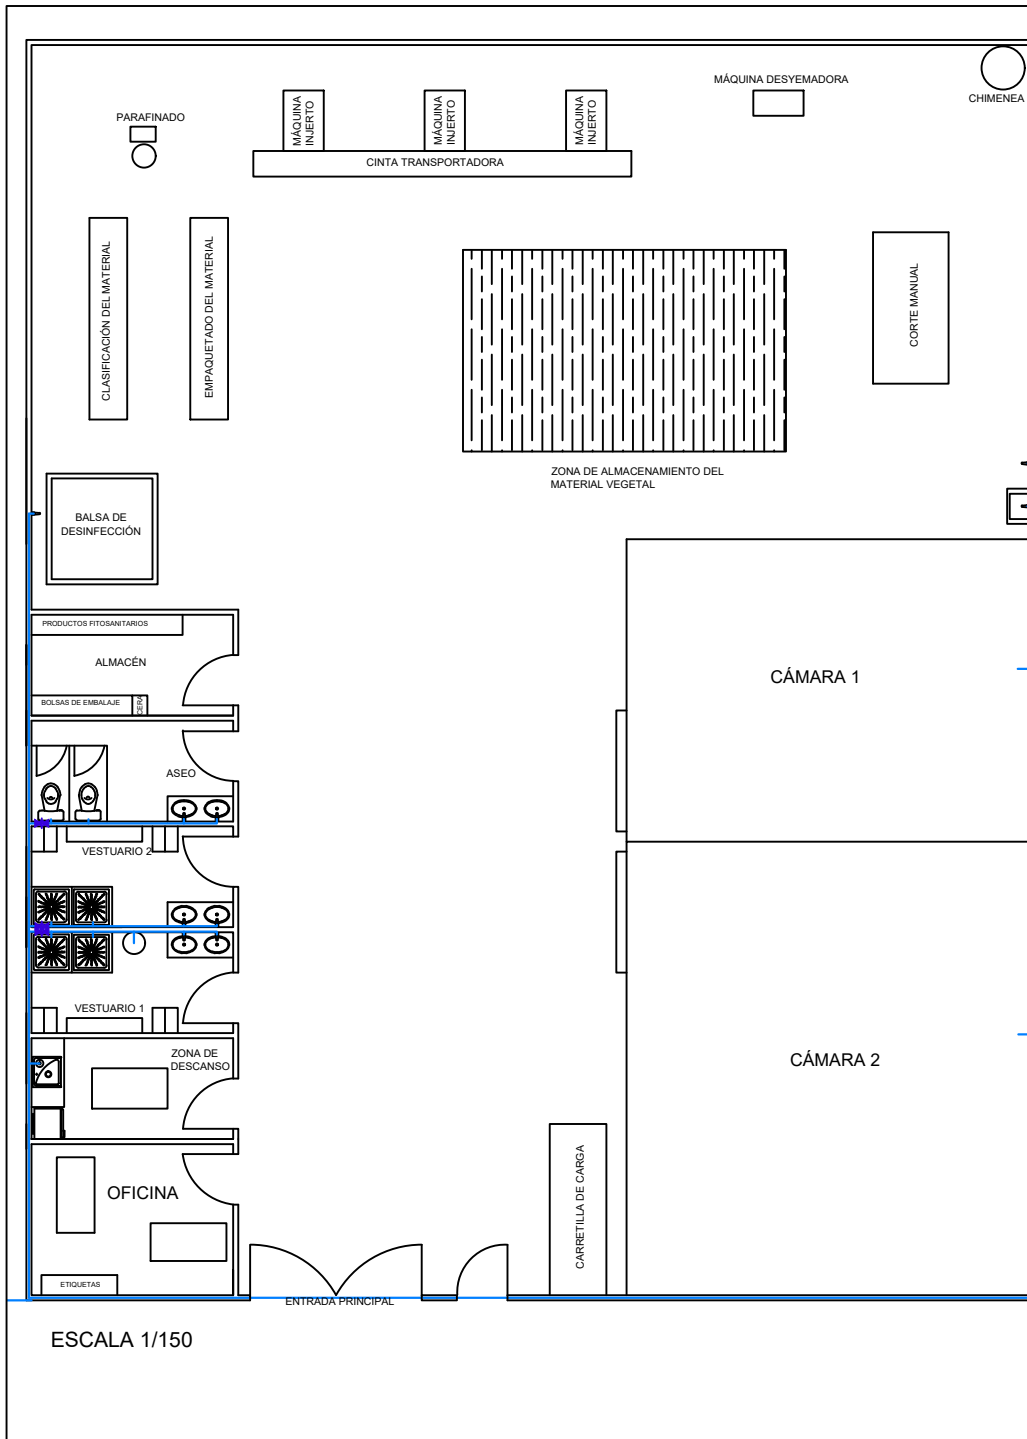 MÁQUINA DESYEMADORA
CHIMENEA
PARAFINADO
MÁQUINA
INJERTO
MÁQUINA
INJERTO
MÁQUINA
INJERTO
CINTA TRANSPORTADORA
CLASIFICACIÓN DEL MATERIAL
EMPAQUETADO DEL MATERIAL
CORTE MANUAL
ZONA DE ALMACENAMIENTO DEL
MATERIAL VEGETAL
BALSA DE
DESINFECCIÓN
PRODUCTOS FITOSANITARIOS
ALMACÉN
BOLSAS DE EMBALAJE
CERA
CÁMARA 1
ASEO
VESTUARIO 2
VESTUARIO 1
ZONA DE
DESCANSO
CÁMARA 2
OFICINA
CARRETILLA DE CARGA
ETIQUETAS
ENTRADA PRINCIPAL
ESCALA 1/150